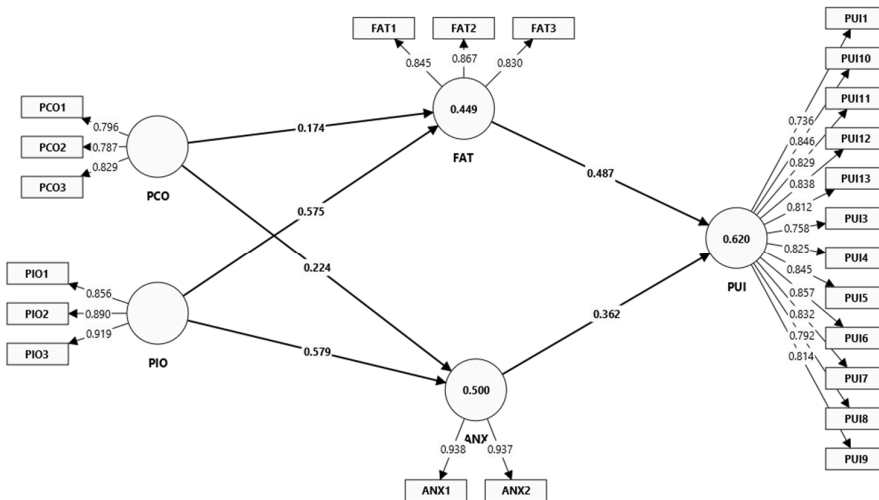 FAT1
FAT2
FAT3
PUI1
PUI10
PUI11
PUI12
PUI13
PUI3
PUI4
PUI5
PUI6
PUI7
PUI8
PUI9
0.845
0.867
0.830
0.449
FAT
PCO1
PCO2
PCO3
0.796
0.787
0.829
PCO
0.174
0.487
0.575
0.224
0.736
0.846
0.829
0.838
0.812
0.758
0.825
0.845
0.857
0.832
0.792
0.814
0.620
PUI
PIO1
PIO2
PIO3
0.856
0.890
0.919
PIO
0.579
0.362
0.500
ANX
0.938
0.937
ANX1
ANX2